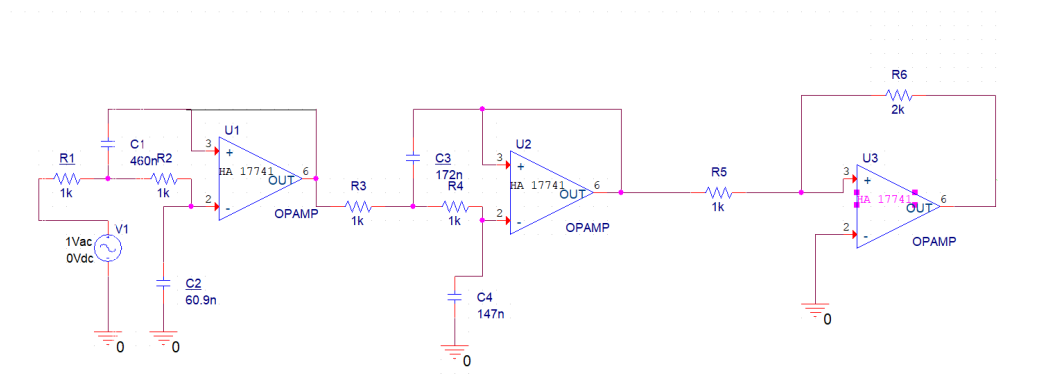 R1
1k
V1
1Vac
0Vdc
0
C1
460n
R2
1k
C2
60.9n
0
U1
3
+
HA 17741
2
-
6
OUT
OPAMP
R3
1k
C3
172n
R4
1k
C4
147n
0
U2
3
+
HA 17741
2
-
6
OUT
OPAMP
R5
1k
R6
2k
U3
3
+
HA 17741
2
-
6
OUT
OPAMP
0